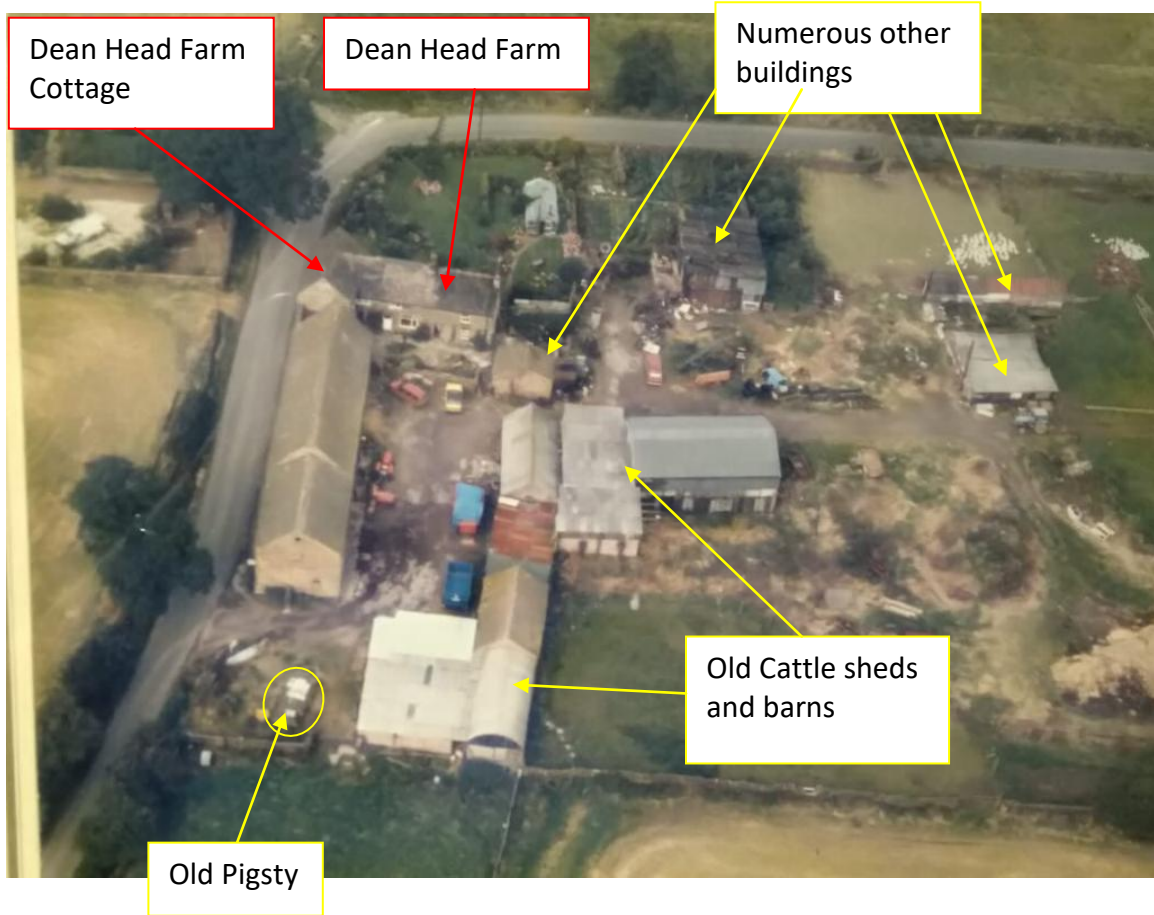 Dean Head Farm
Cottage
Dean Head Farm
Numerous other
buildings
Old Cattle sheds
and barns
Old Pigsty